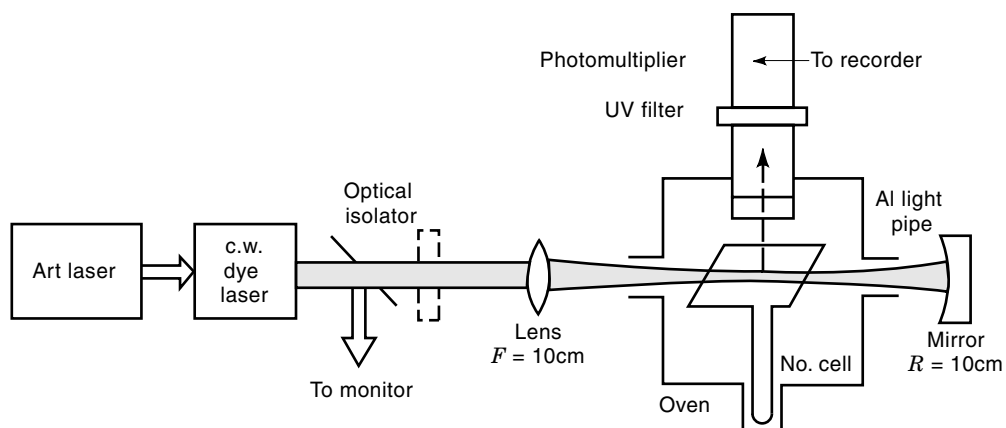 Photomultiplier
To recorder
UV filter
Optical
isolator
Al light
pipe
Art laser
c.w.
dye
laser
Lens
F = 10cm
To monitor
No. cell
Mirror
R = 10cm
Oven